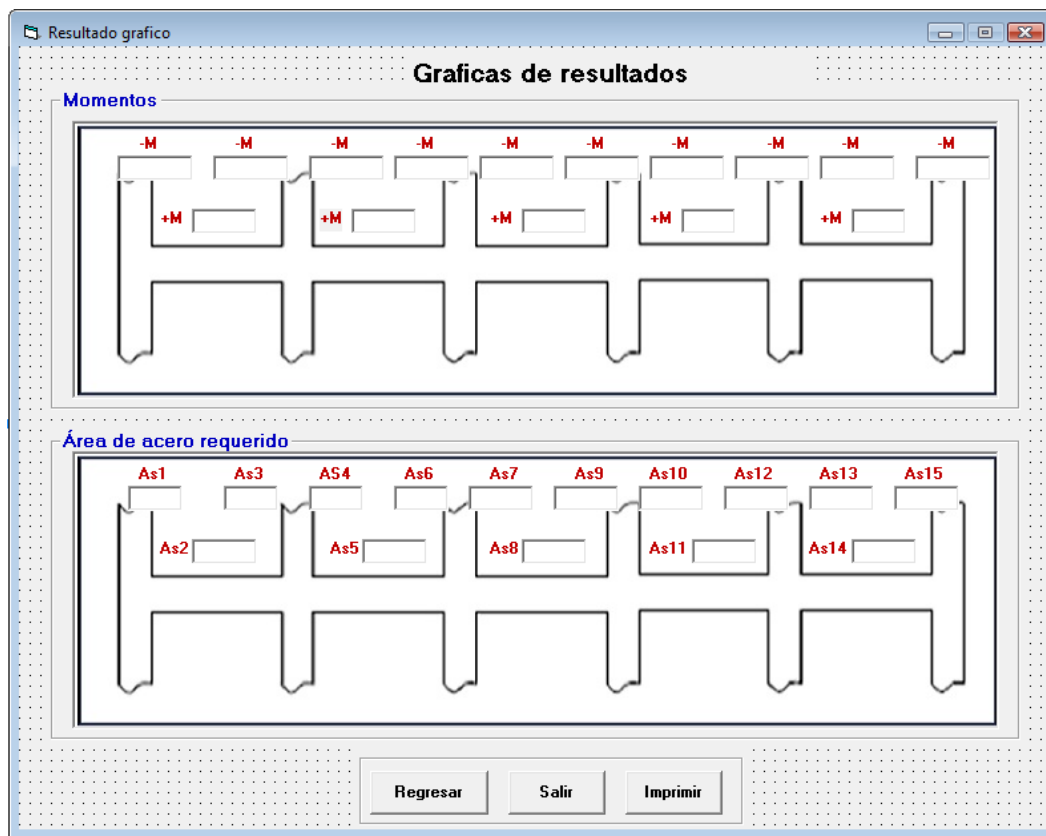 Resultado grafico
Graficas de resultados
Momentos
-M -M -M -M -M -M -M -M -M -M
+M +M +M +M +M
Área de acero requerido
As1 As3 AS4 As6 As7 As9 As10 As12 As13 As15
As2 As5 As8 As11 As14
Regresar Salir Imprimir